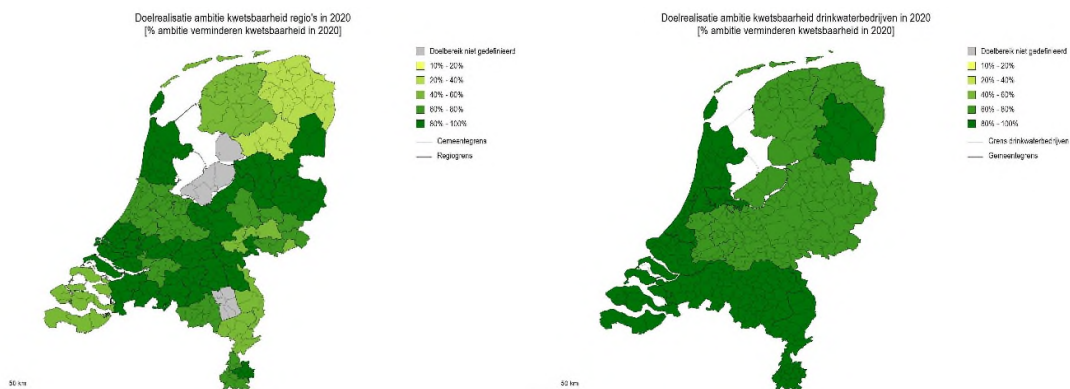 Doelrealisatie ambitie kwetsbaarheid regio's in 2020
[% ambitie verminderen kwetsbaarheid in 2020]
Doelbereik niet gedefinieerd
10% - 20%
20% - 40%
40% - 60%
60% - 80%
80% - 100%
Gemeentegrens
Regiogrens
50 km
Doelrealisatie ambitie kwetsbaarheid drinkwaterbedrijven in 2020
[% ambitie verminderen kwetsbaarheid in 2020]
Doelbereik niet gedefinieerd
10% - 20%
20% - 40%
40% - 60%
60% - 80%
80% - 100%
Grens drinkwaterbedrijven
Gemeentegrens
50 km